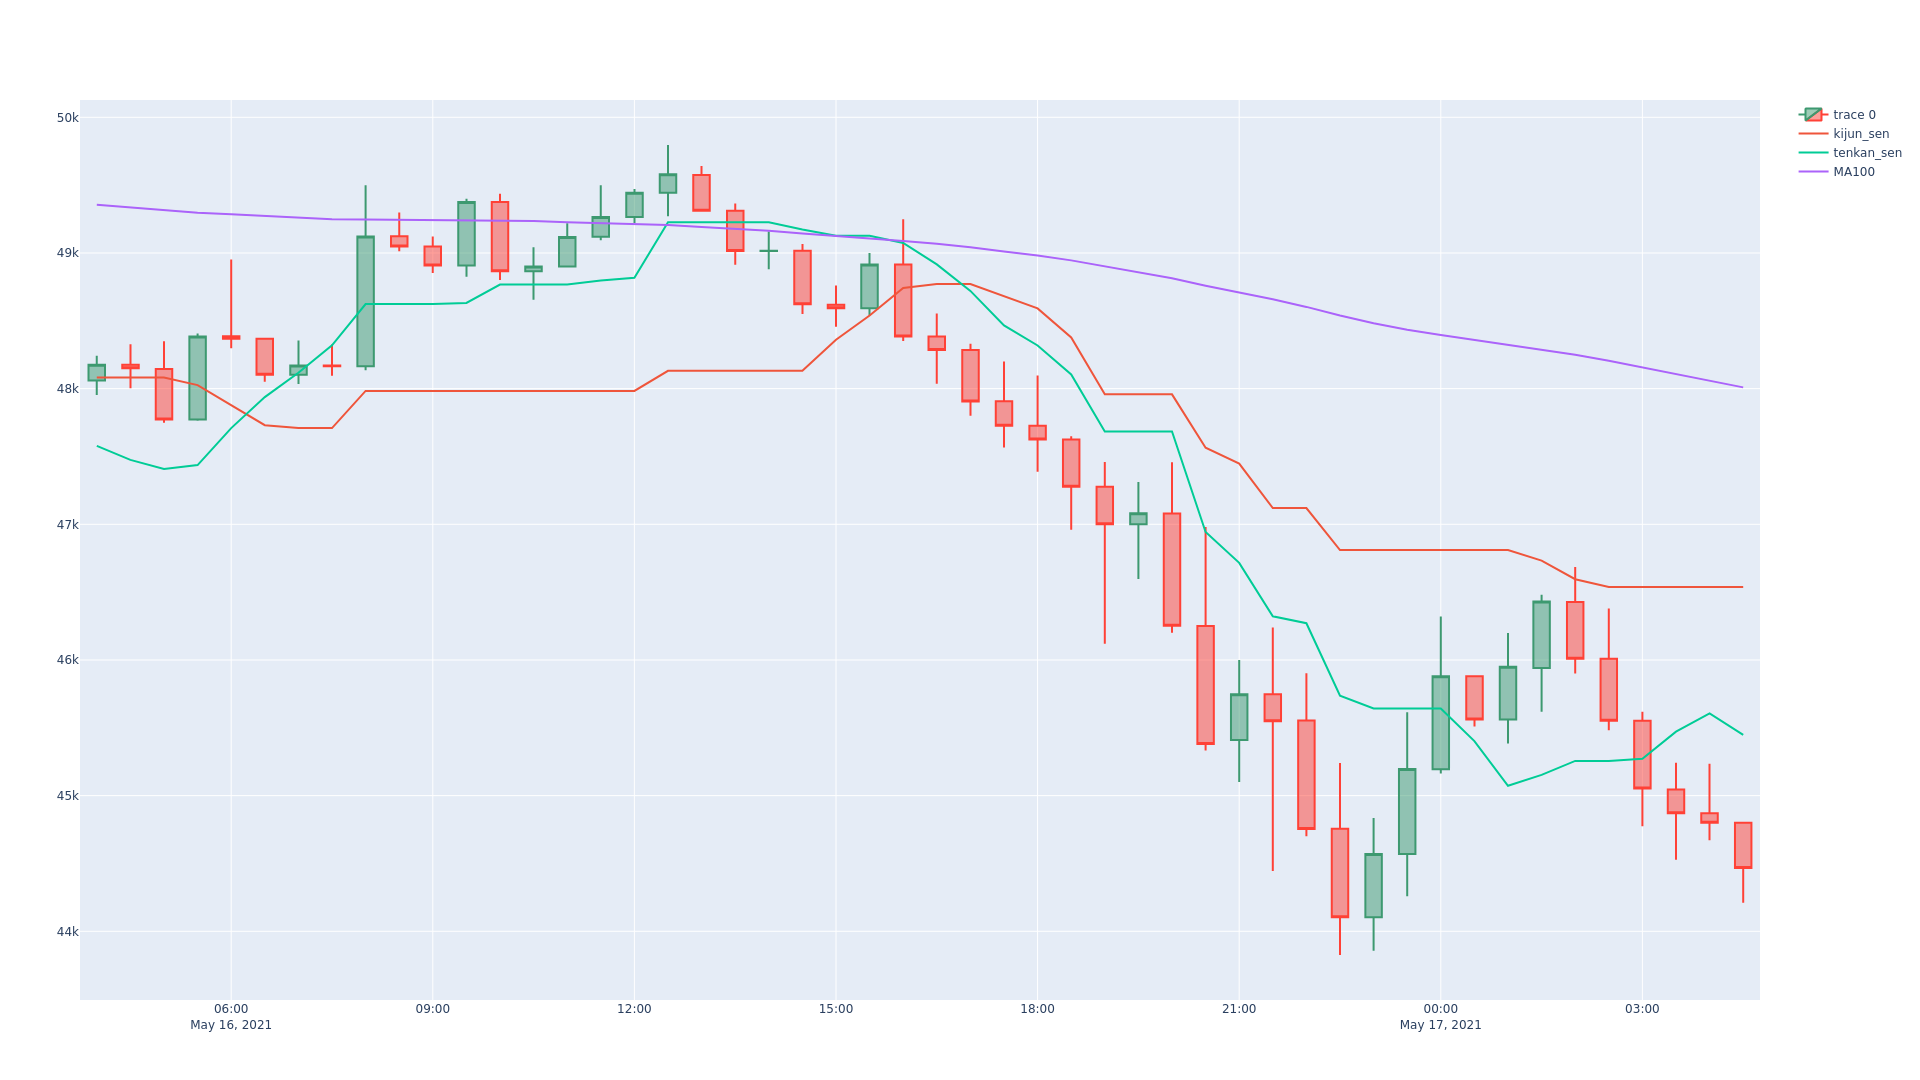 50k
49k
48k
47k
46k
45k
44k
06:00
May 16, 2021
09:00
12:00
15:00
18:00
21:00
00:00
May 17, 2021
03:00
trace 0
kijun_sen
tenkan_sen
MA100